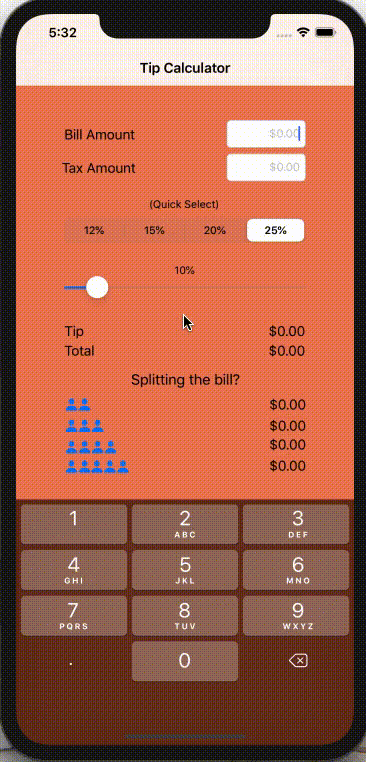 5:32
Tip Calculator
Bill Amount $0.00
Tax Amount $0.00
(Quick Select)
12% 15% 20% 25%
10%
Tip $0.00
Total $0.00
Splitting the bill?
$0.00
$0.00
$0.00
$0.00
1 2 3
ABC DEF
4 5 6
GHI JKL MNO
7 8 9
PQRS TUV WXYZ
. 0